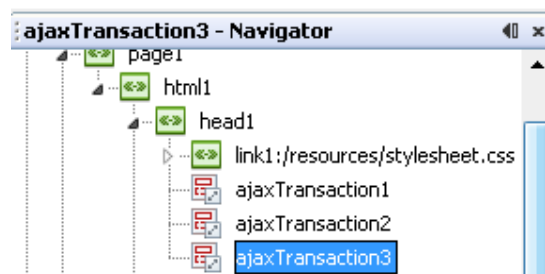 ajaxTransaction3 - Navigator
page1
html1
head1
link1:/resources/stylesheet.css
ajaxTransaction1
ajaxTransaction2
ajaxTransaction3